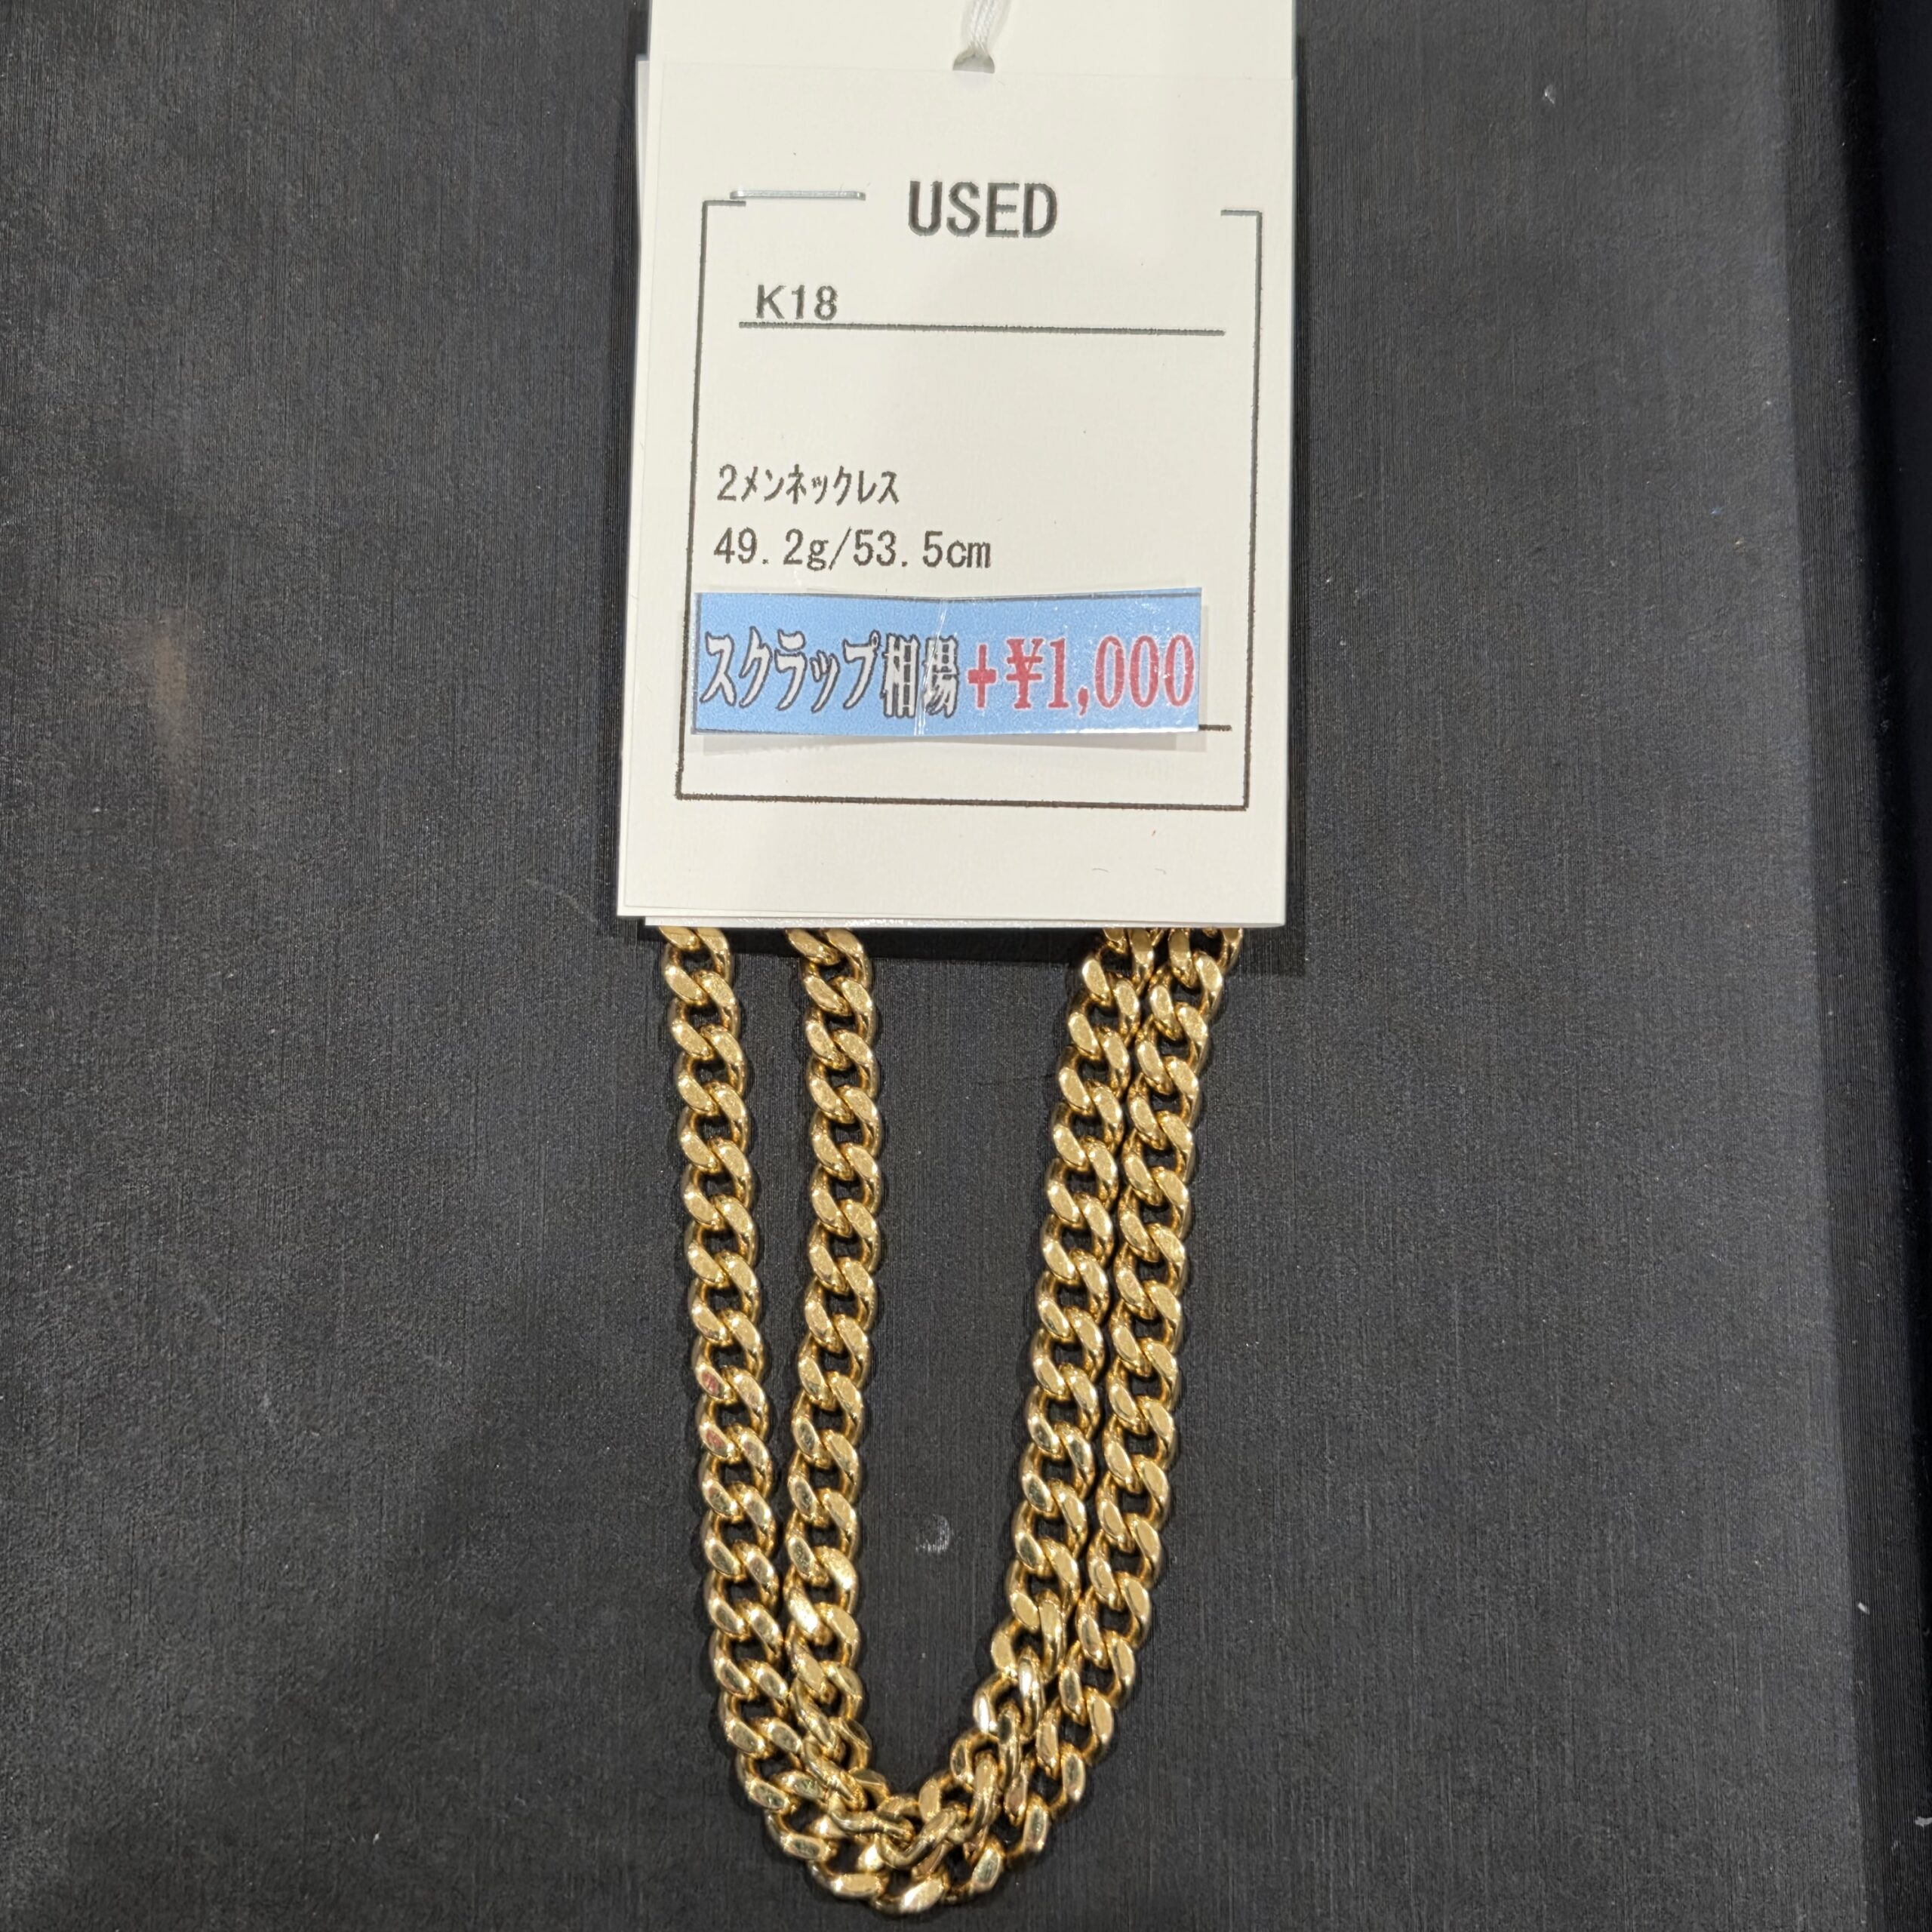 USED
K18
2メンネックレス
49.2g/53.5cm
スクラップ相場+¥1,000